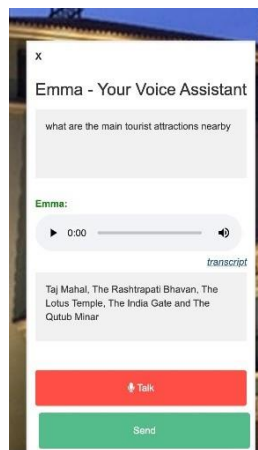 x
Emma - Your Voice Assistant
what are the main tourist attractions nearby
Emma:
0:00
transcript
Taj Mahal, The Rashtrapati Bhavan, The
Lotus Temple, The India Gate and The
Qutub Minar
Talk
Send